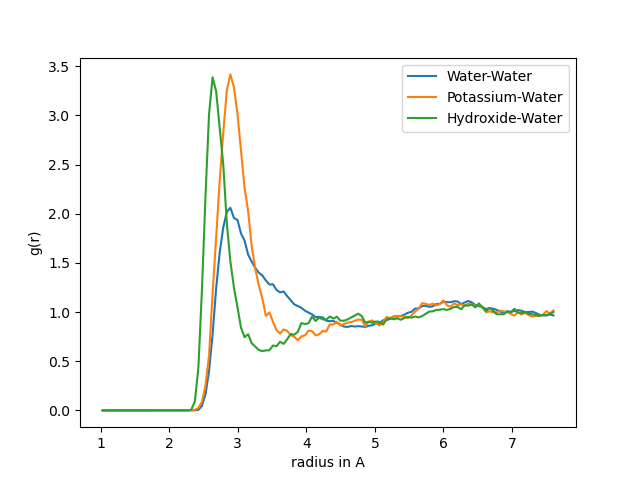 Water-Water
Potassium-Water
Hydroxide-Water
g(r)
3.5
3.0
2.5
2.0
1.5
1.0
0.5
0.0
1 2 3 4 5 6 7
radius in A